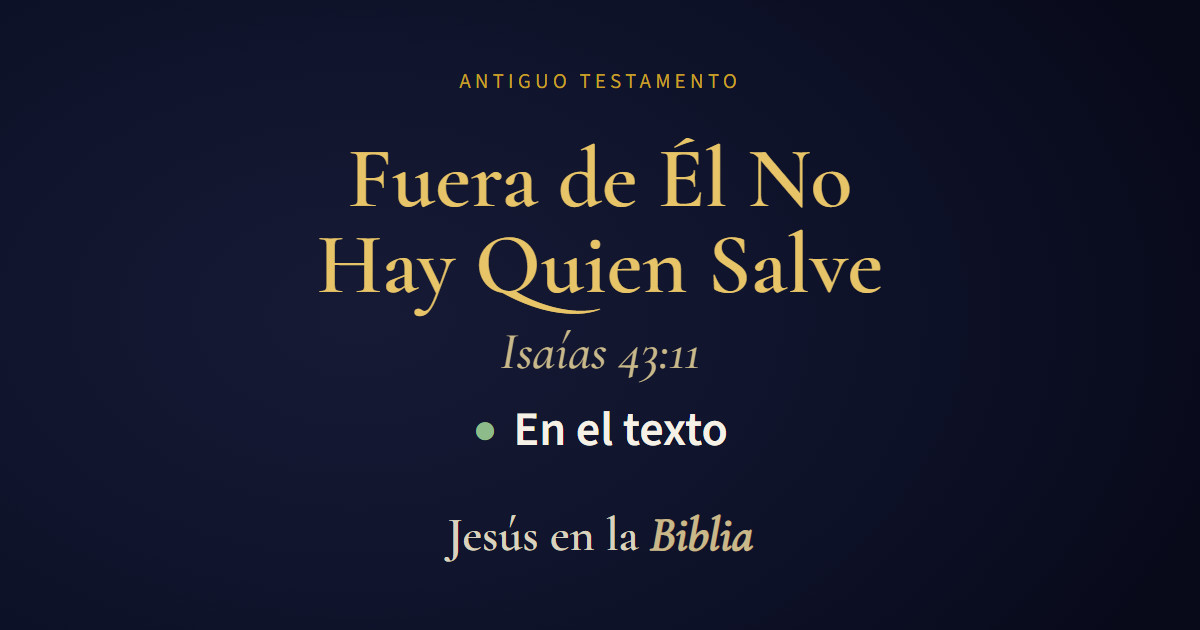 ANTIGUO TESTAMENTO
Fuera de Él No
Hay Quien Salve
Isaías 43:11
En el texto
Jesús en la Biblia